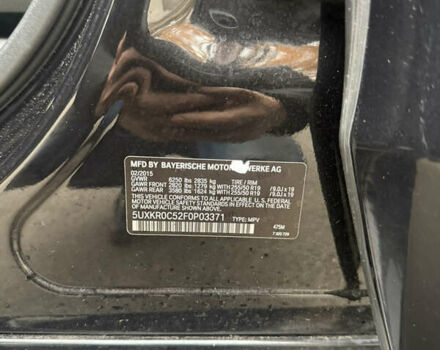 MFD BY BAYERISCHE MOTOR WERKE AG
02/2015
GVWR 6250 lbs 2835 kg TIRE / RIM
GAWR FRONT 2820 lbs 1279 kg WITH 255/50 R19 / 9.0J x 19
GAWR REAR 3580 lbs 1624 kg WITH 255/50 R19 / 9.0J x 19
THIS VEHICLE CONFORMS TO ALL APPLICABLE U.S. FEDERAL
MOTOR VEHICLE SAFETY STANDARDS IN EFFECT ON THE
DATE OF MANUFACTURE SHOWN ABOVE.
5UXKR0C52F0P03371 TYPE: MPV
475M